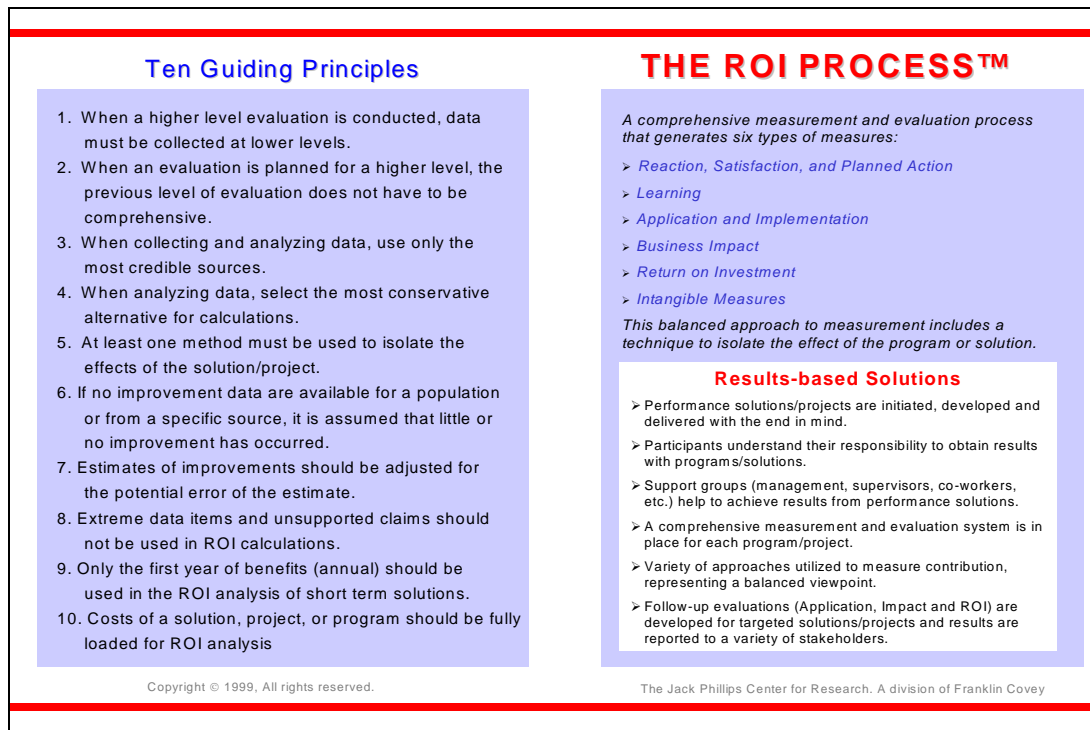 Ten Guiding Principles
1. When a higher level evaluation is conducted, data
must be collected at lower levels.
2. When an evaluation is planned for a higher level, the
previous level of evaluation does not have to be
comprehensive.
3. When collecting and analyzing data, use only the
most credible sources.
4. When analyzing data, select the most conservative
alternative for calculations.
5. At least one method must be used to isolate the
effects of the solution/project.
6. If no improvement data are available for a population
or from a specific source, it is assumed that little or
no improvement has occurred.
7. Estimates of improvements should be adjusted for
the potential error of the estimate.
8. Extreme data items and unsupported claims should
not be used in ROI calculations.
9. Only the first year of benefits (annual) should be
used in the ROI analysis of short term solutions.
10. Costs of a solution, project, or program should be fully
loaded for ROI analysis
Copyright © 1999, All rights reserved.
THE ROI PROCESS™
A comprehensive measurement and evaluation process
that generates six types of measures:
➢ Reaction, Satisfaction, and Planned Action
➢ Learning
➢ Application and Implementation
➢ Business Impact
➢ Return on Investment
➢ Intangible Measures
This balanced approach to measurement includes a
technique to isolate the effect of the program or solution.
Results-based Solutions
➢ Performance solutions/projects are initiated, developed and
delivered with the end in mind.
➢ Participants understand their responsibility to obtain results
with programs/solutions.
➢ Support groups (management, supervisors, co-workers,
etc.) help to achieve results from performance solutions.
➢ A comprehensive measurement and evaluation system is in
place for each program/project.
➢ Variety of approaches utilized to measure contribution,
representing a balanced viewpoint.
➢ Follow-up evaluations (Application, Impact and ROI) are
developed for targeted solutions/projects and results are
reported to a variety of stakeholders.
The Jack Phillips Center for Research. A division of Franklin Covey